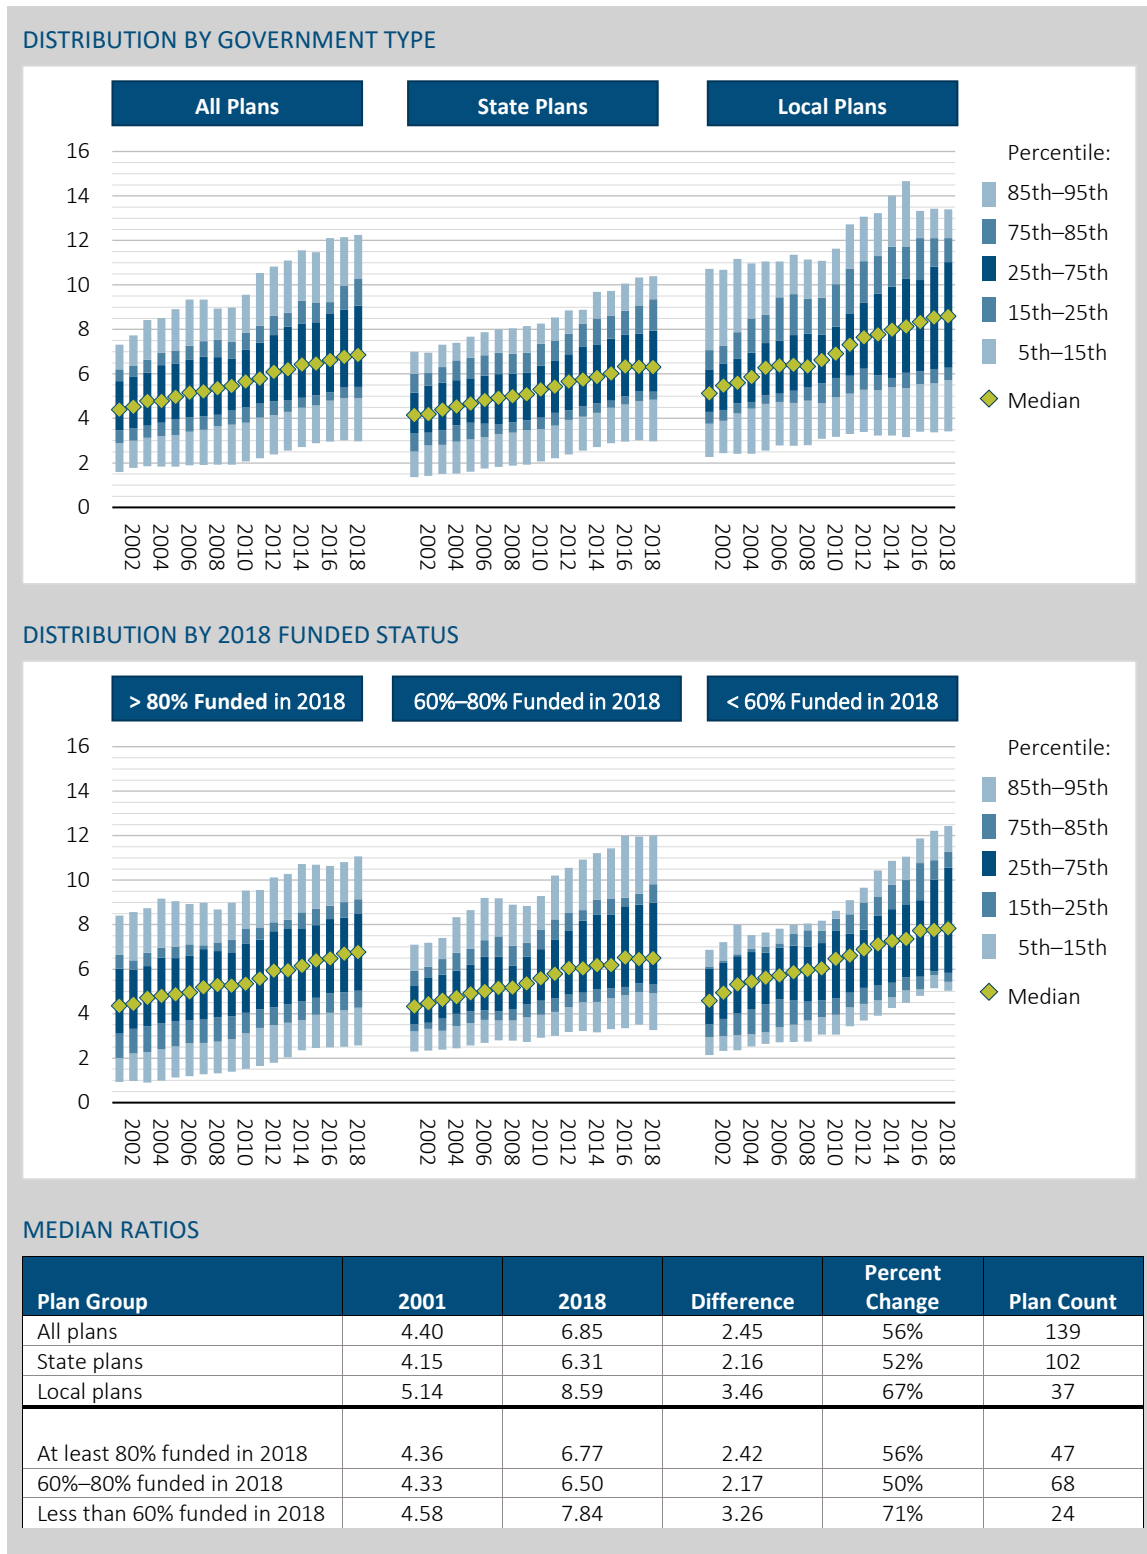 DISTRIBUTION BY GOVERNMENT TYPE
All Plans
State Plans
Local Plans
16
14
12
10
8
6
4
2
0
2002 2004 2006 2008 2010 2012 2014 2016 2018
2002 2004 2006 2008 2010 2012 2014 2016 2018
2002 2004 2006 2008 2010 2012 2014 2016 2018
Percentile:
85th–95th
75th–85th
25th–75th
15th–25th
5th–15th
Median
DISTRIBUTION BY 2018 FUNDED STATUS
> 80% Funded in 2018
60%–80% Funded in 2018
< 60% Funded in 2018
16
14
12
10
8
6
4
2
0
2002 2004 2006 2008 2010 2012 2014 2016 2018
2002 2004 2006 2008 2010 2012 2014 2016 2018
2002 2004 2006 2008 2010 2012 2014 2016 2018
Percentile:
85th–95th
75th–85th
25th–75th
15th–25th
5th–15th
Median
MEDIAN RATIOS
Plan Group 2001 2018 Difference Percent Change Plan Count
All plans 4.40 6.85 2.45 56% 139
State plans 4.15 6.31 2.16 52% 102
Local plans 5.14 8.59 3.46 67% 37
At least 80% funded in 2018 4.36 6.77 2.42 56% 47
60%–80% funded in 2018 4.33 6.50 2.17 50% 68
Less than 60% funded in 2018 4.58 7.84 3.26 71% 24